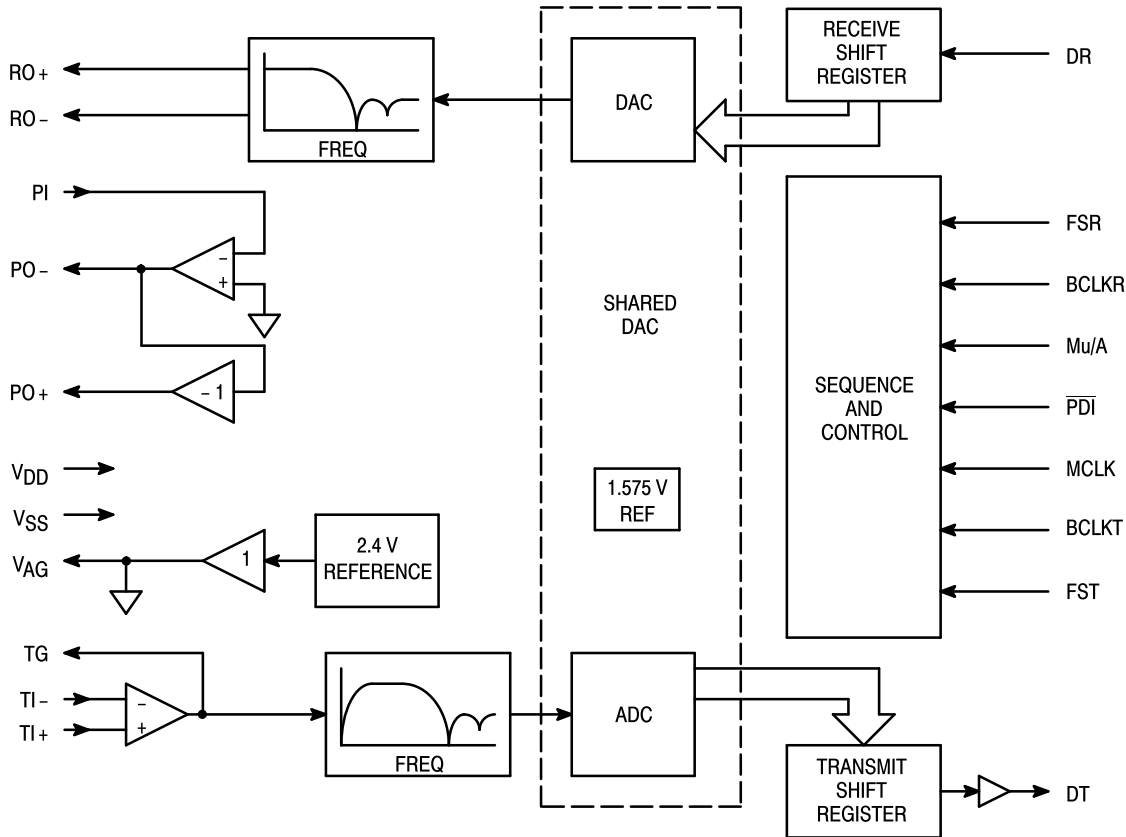 RO+
RO−
FREQ
DAC
RECEIVE
SHIFT
REGISTER
DR
PI
PO−
−
+
PO+
−1
SHARED
DAC
SEQUENCE
AND
CONTROL
FSR
BCLKR
Mu/A
PDI
MCLK
BCLKT
FST
VDD
VSS
VAG
1
2.4 V
REFERENCE
1.575 V
REF
TG
TI−
TI+
−
+
FREQ
ADC
TRANSMIT
SHIFT
REGISTER
DT